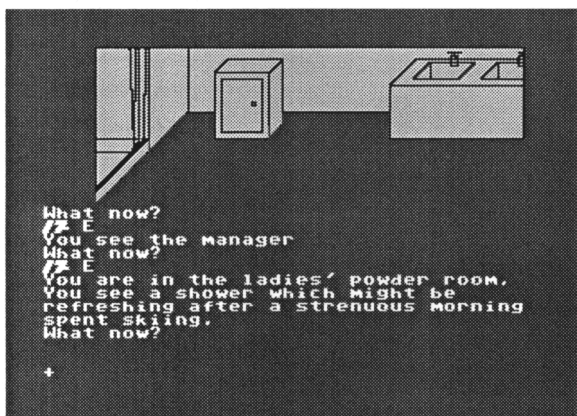 What now?
E
You see the manager
What now?
E
You are in the ladies' powder room.
You see a shower which might be
refreshing after a strenuous morning
spent skiing.
What now?
+